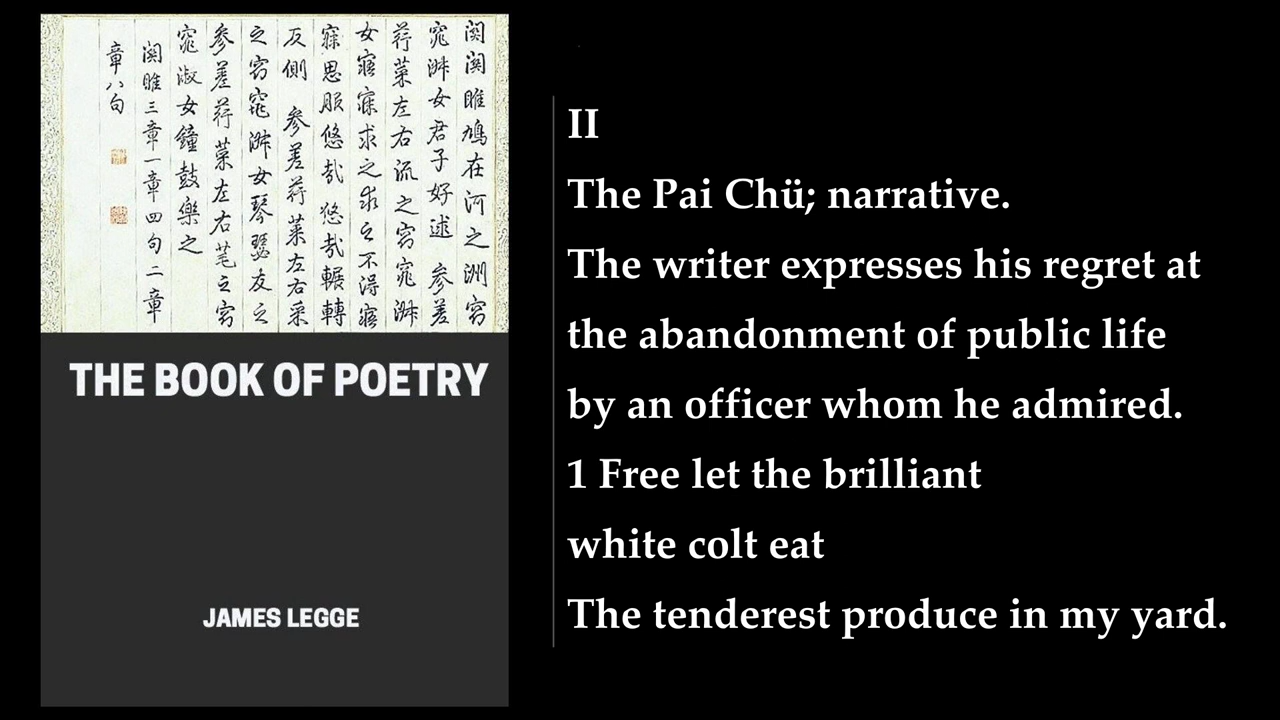 關關雎鳩在河之洲窈
窕淑女君子好逑 參差
荇菜左右流之窈窕淑
女寤寐求之求之不得寤
寐思服悠哉悠哉輾轉
反側 參差荇菜左右采
之窈窕淑女琴瑟友之
參差荇菜左右芼之窈
窕淑女鐘鼓樂之
關雎三章一章四句二章
章八句
THE BOOK OF POETRY
JAMES LEGGE
II
The Pai Chü; narrative.
The writer expresses his regret at
the abandonment of public life
by an officer whom he admired.
1 Free let the brilliant
white colt eat
The tenderest produce in my yard.